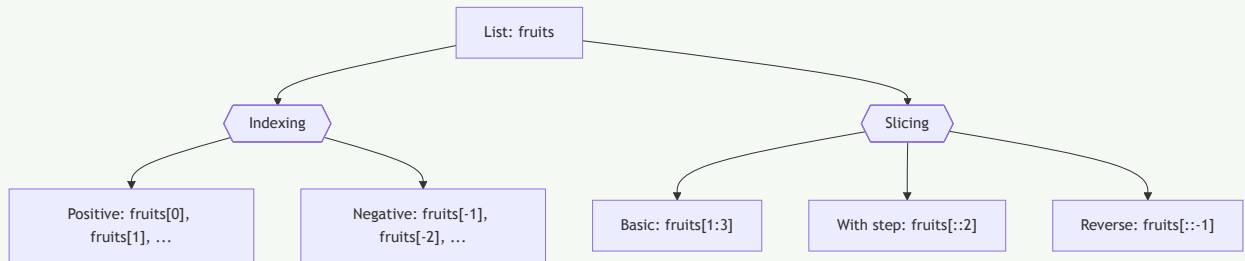 List: fruits
Indexing
Slicing
Positive: fruits[0],
fruits[1], ...
Negative: fruits[-1],
fruits[-2], ...
Basic: fruits[1:3]
With step: fruits[::2]
Reverse: fruits[::-1]